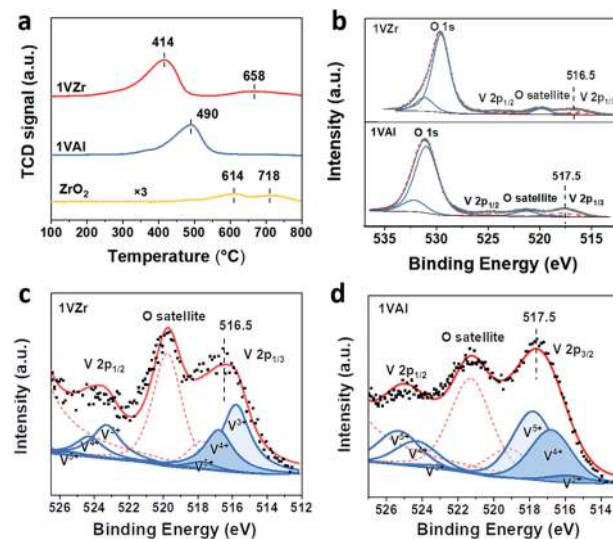 a
1VZr
414
658
1VAl
490
ZrO2
×3
614
718
TCD signal (a.u.)
100 200 300 400 500 600 700 800
Temperature (°C)
b
1VZr
O 1s
516.5
V 2p1/2
O satellite
V 2p1/3
1VAl
O 1s
517.5
V 2p1/2
O satellite
V 2p1/3
Intensity (a.u.)
535 530 525 520 515
Binding Energy (eV)
c
1VZr
O satellite
516.5
V 2p1/2
V 2p1/3
V3+
V4+
V5+
V3+
V4+
V5+
Intensity (a.u.)
526 524 522 520 518 516 514 512
Binding Energy (eV)
d
1VAl
517.5
O satellite
V 2p3/2
V 2p1/2
V5+
V4+
V3+
V5+
V4+
Intensity (a.u.)
526 524 522 520 518 516 514
Binding Energy (eV)